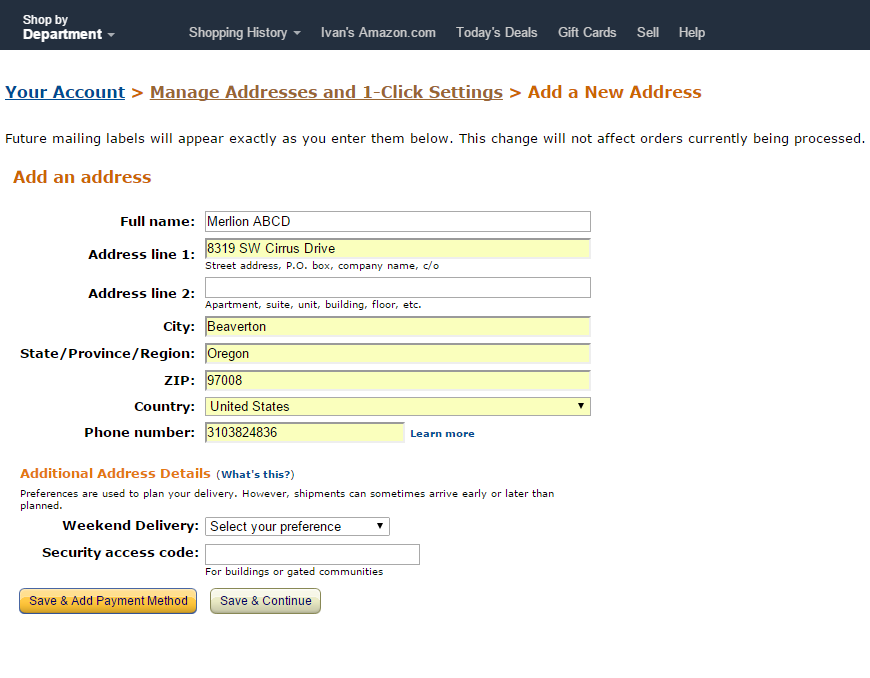 Shop by
Department
Shopping History Ivan's Amazon.com Today's Deals Gift Cards Sell Help
Your Account > Manage Addresses and 1-Click Settings > Add a New Address
Future mailing labels will appear exactly as you enter them below. This change will not affect orders currently being processed.
Add an address
Full name: Merlion ABCD
Address line 1: 8319 SW Cirrus Drive
Street address, P.O. box, company name, c/o
Address line 2:
Apartment, suite, unit, building, floor, etc.
City: Beaverton
State/Province/Region: Oregon
ZIP: 97008
Country: United States
Phone number: 3103824836 Learn more
Additional Address Details (What's this?)
Preferences are used to plan your delivery. However, shipments can sometimes arrive early or later than
planned.
Weekend Delivery: Select your preference
Security access code:
For buildings or gated communities
Save & Add Payment Method Save & Continue